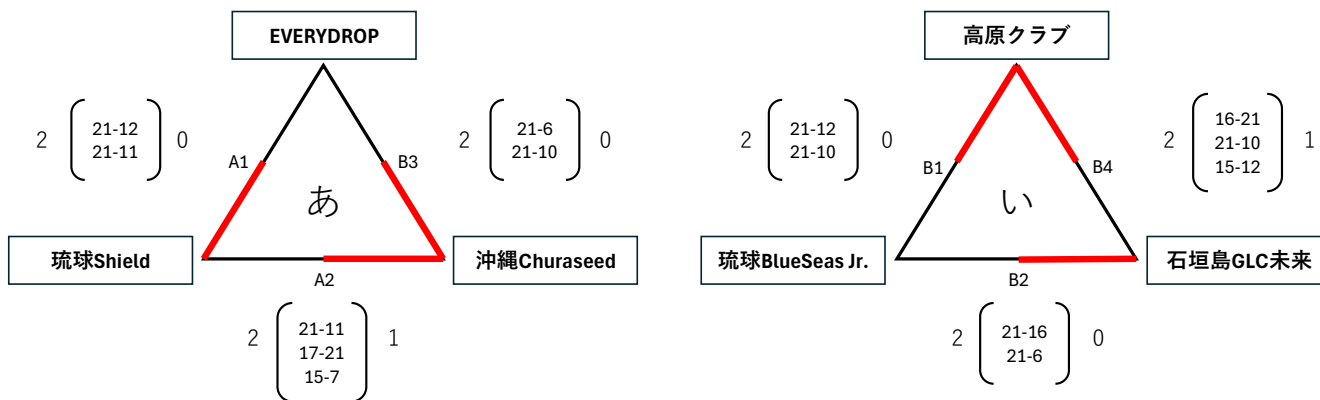 EVERYDROP
2 21-12 0
21-11
A1
B3
2 21-6 0
21-10
あ
琉球Shield
沖縄Churaseed
A2
2 21-11 1
17-21
15-7
高原クラブ
2 21-12 0
21-10
B1
B4
2 16-21 1
21-10
15-12
い
琉球BlueSeas Jr.
石垣島GLC未来
B2
2 21-16 0
21-6